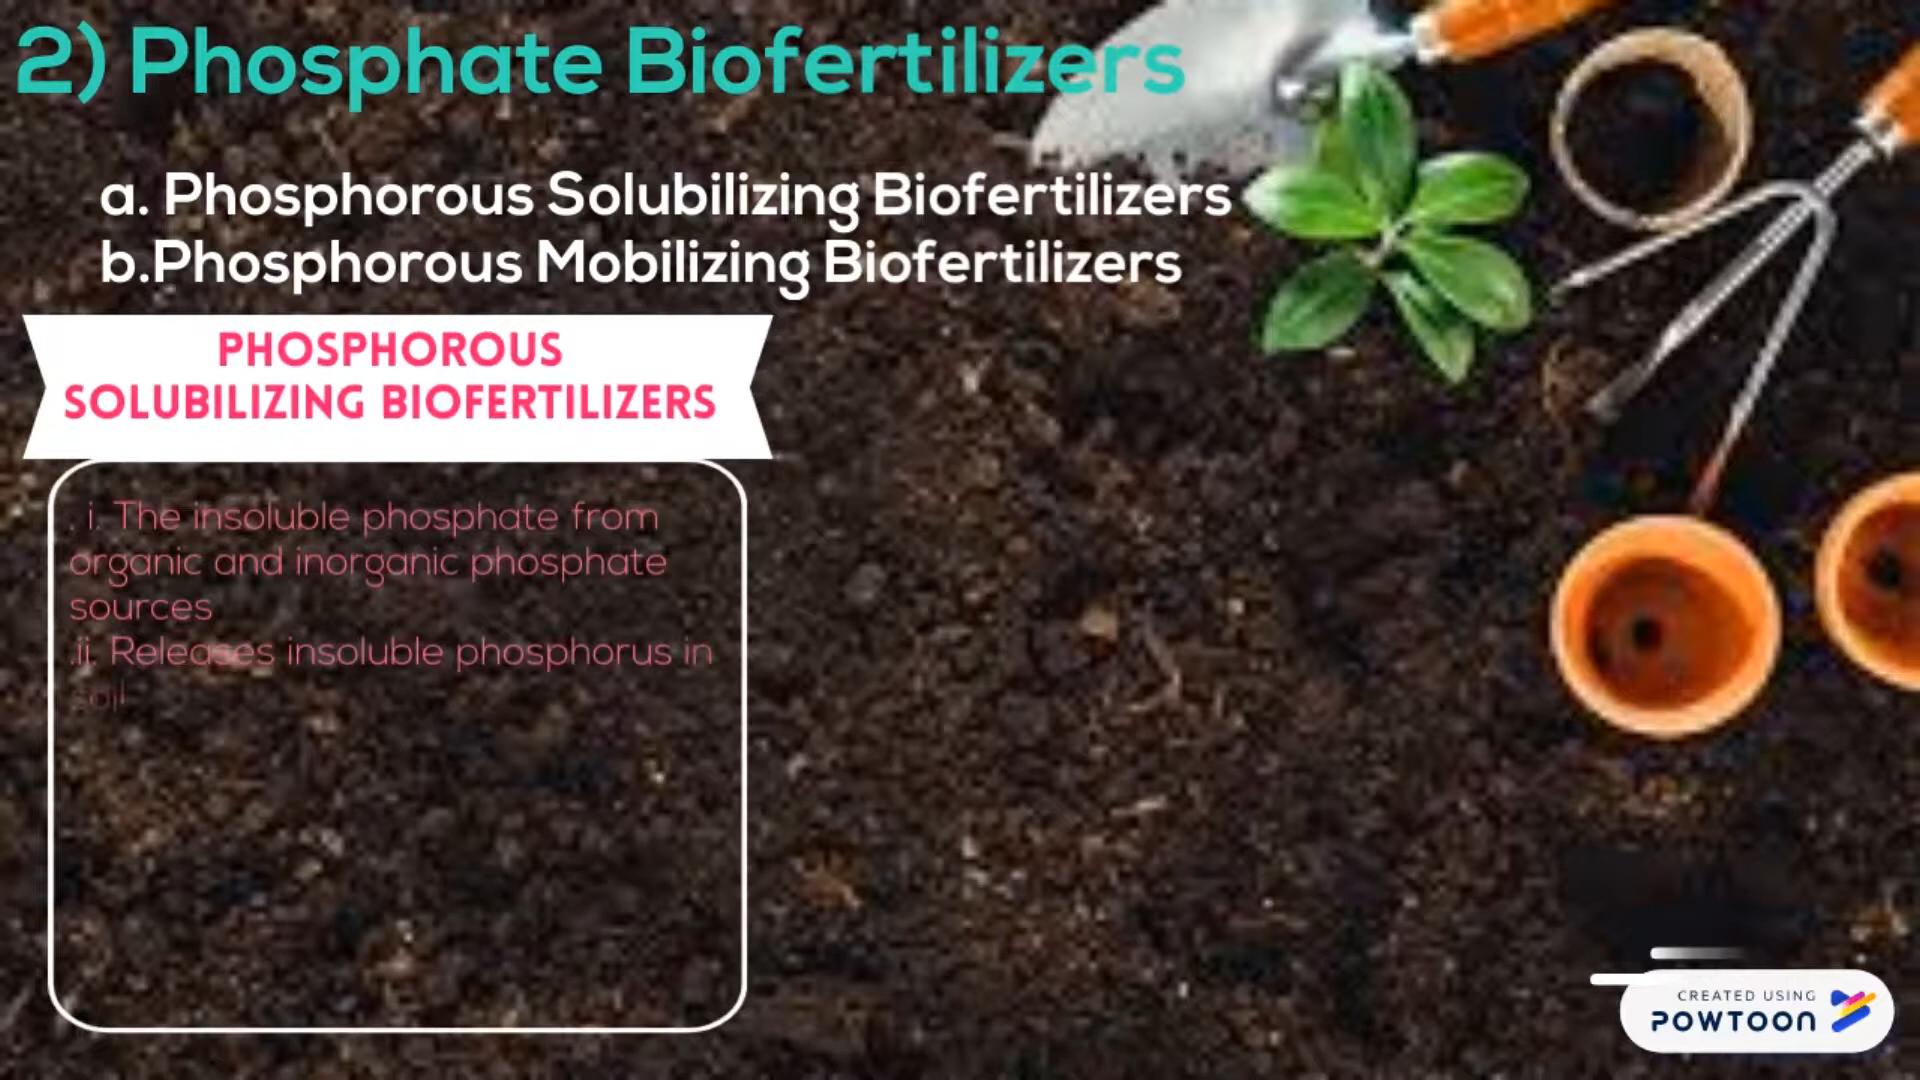 2) Phosphate Biofertilizers
a. Phosphorous Solubilizing Biofertilizers
b.Phosphorous Mobilizing Biofertilizers
PHOSPHOROUS
SOLUBILIZING BIOFERTILIZERS
. i. The insoluble phosphate from
organic and inorganic phosphate
sources
.ii. Releases insoluble phosphorus in
soil
CREATED USING
POWTOON